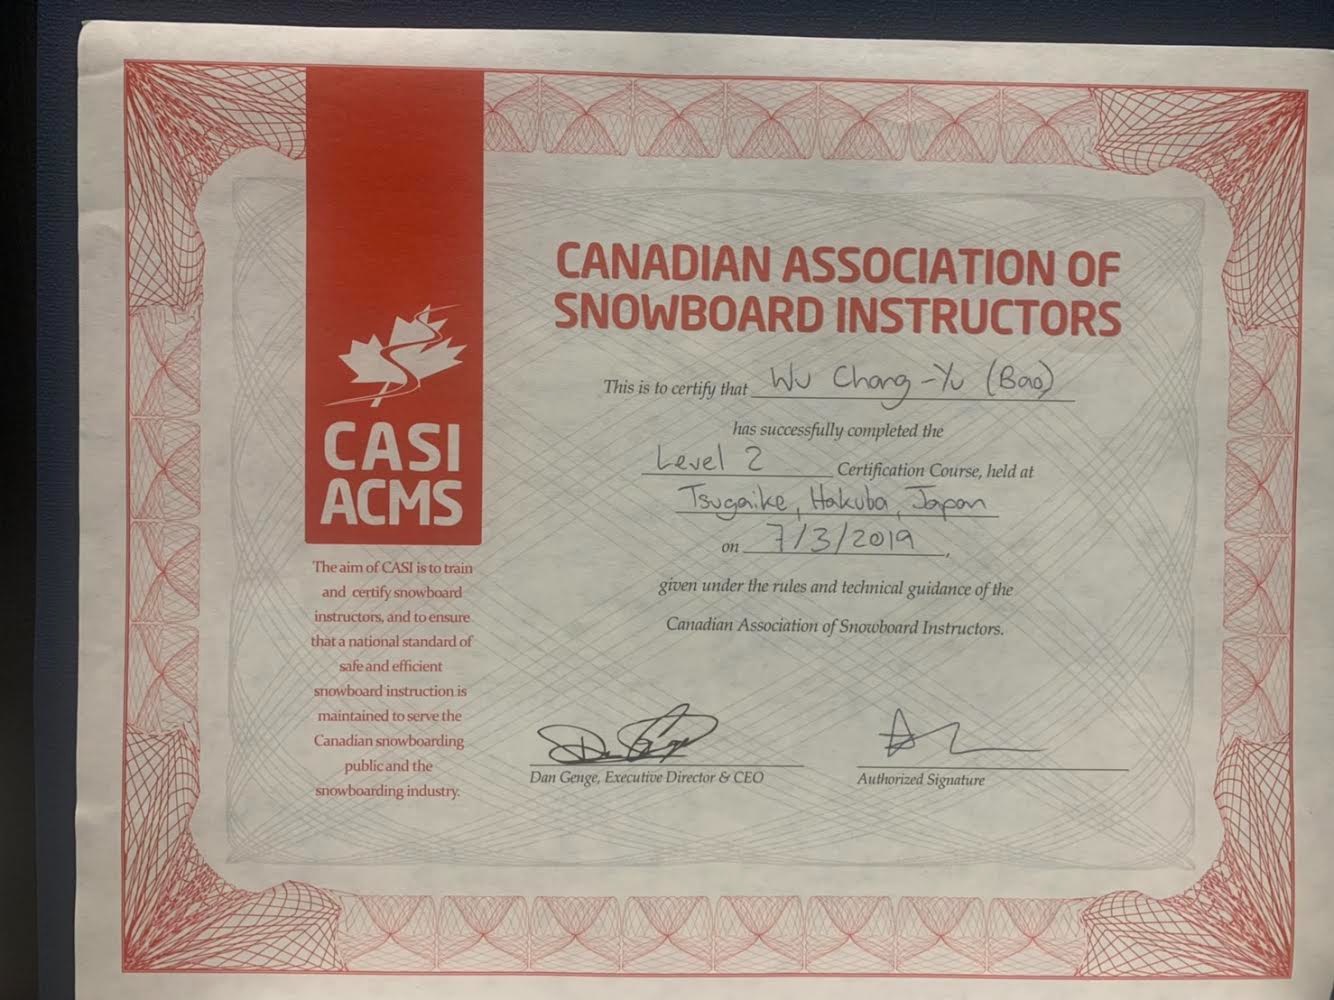 CANADIAN ASSOCIATION OF
SNOWBOARD INSTRUCTORS
This is to certify that Wu Chang-Yu (Bao)
has successfully completed the
Level 2 Certification Course, held at
Tsugaike, Hakuba, Japan
on 7/3/2019,
given under the rules and technical guidance of the
Canadian Association of Snowboard Instructors.
Dan Genge, Executive Director & CEO
Authorized Signature
CASI
ACMS
The aim of CASI is to train
and certify snowboard
instructors, and to ensure
that a national standard of
safe and efficient
snowboard instruction is
maintained to serve the
Canadian snowboarding
public and the
snowboarding industry.